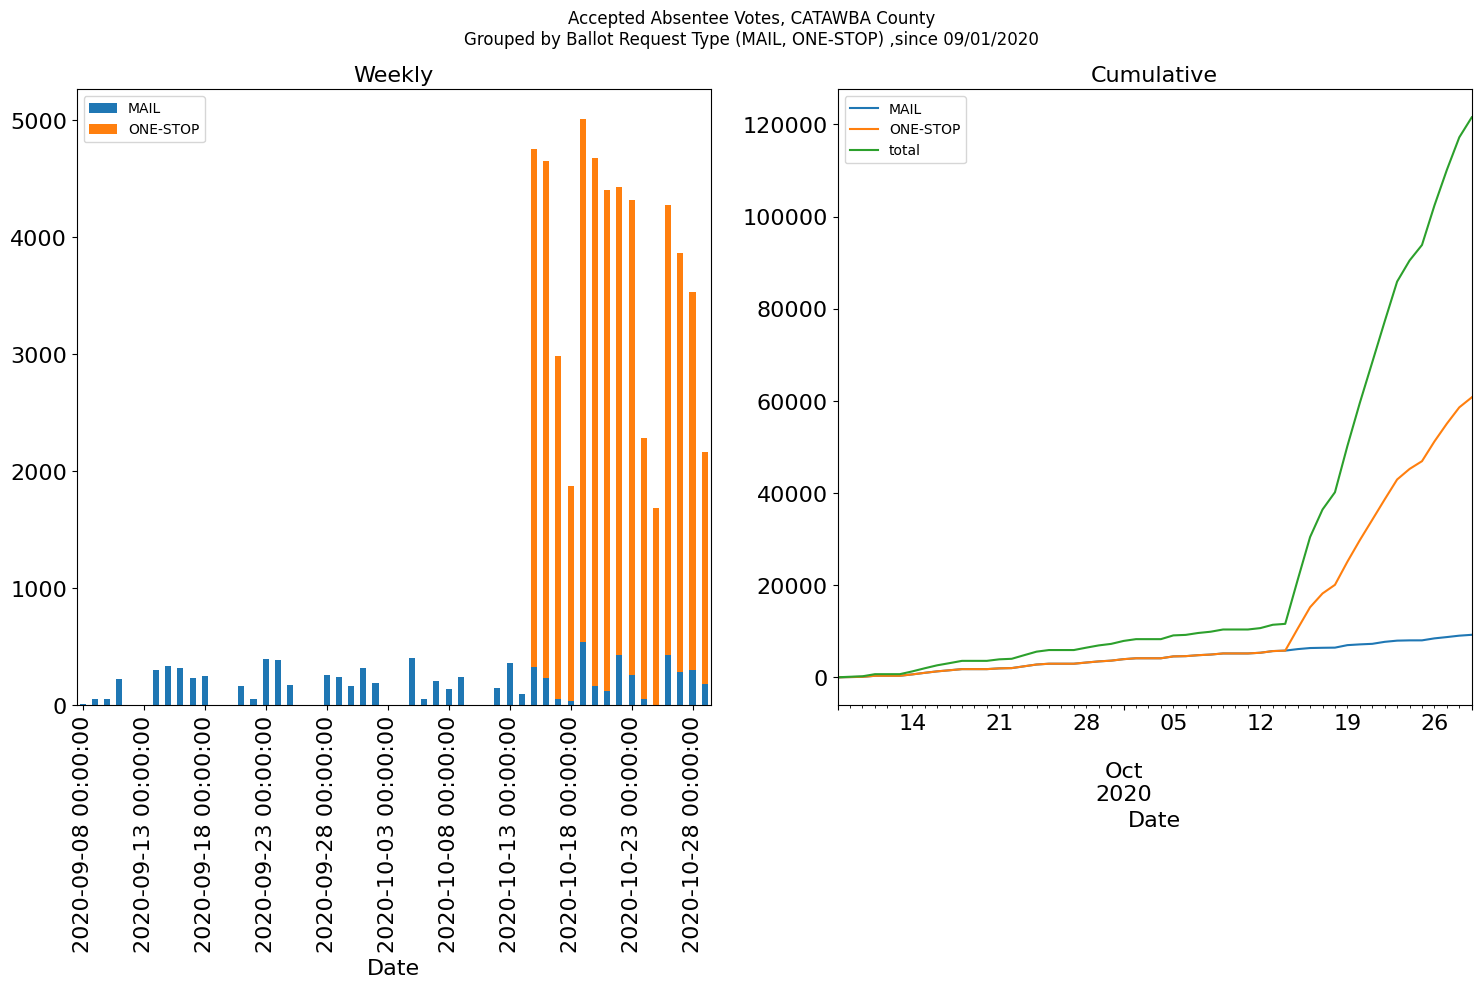 Accepted Absentee Votes, CATAWBA County
Grouped by Ballot Request Type (MAIL, ONE-STOP) ,since 09/01/2020
Weekly
MAIL
ONE-STOP
5000
4000
3000
2000
1000
0
2020-09-08 00:00:00
2020-09-13 00:00:00
2020-09-18 00:00:00
2020-09-23 00:00:00
2020-09-28 00:00:00
2020-10-03 00:00:00
2020-10-08 00:00:00
2020-10-13 00:00:00
2020-10-18 00:00:00
2020-10-23 00:00:00
2020-10-28 00:00:00
Date
Cumulative
MAIL
ONE-STOP
total
120000
100000
80000
60000
40000
20000
0
14 21 28 05 12 19 26
Oct
2020
Date